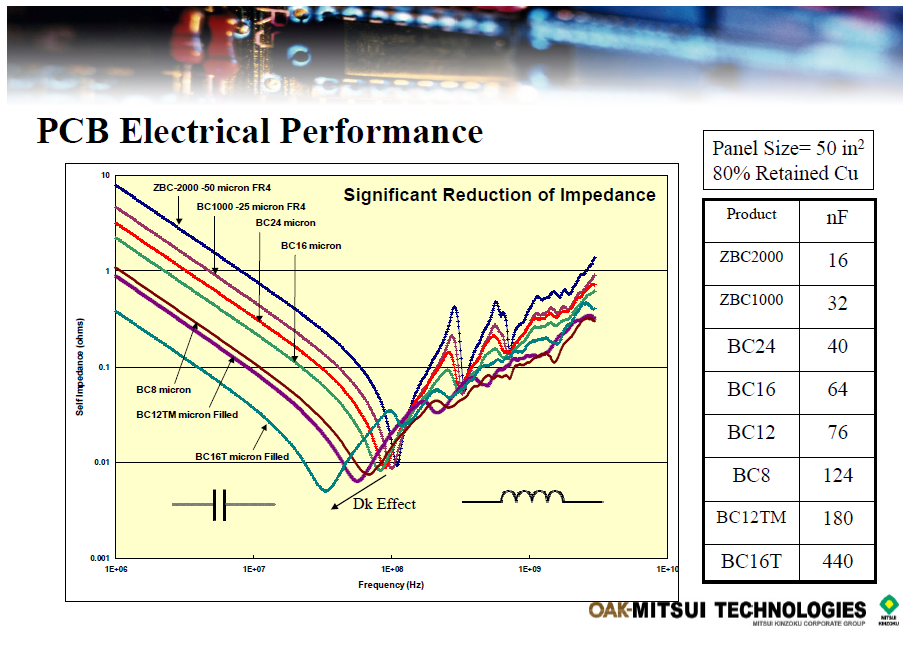 PCB Electrical Performance
Panel Size= 50 in²
80% Retained Cu
Significant Reduction of Impedance
ZBC-2000 -50 micron FR4
BC1000 -25 micron FR4
BC24 micron
BC16 micron
BC8 micron
BC12TM micron Filled
BC16T micron Filled
Dk Effect
Self Impedance (ohms)
10
1
0.1
0.01
0.001
1E+06 1E+07 1E+08 1E+09 1E+10
Frequency (Hz)
Product nF
ZBC2000 16
ZBC1000 32
BC24 40
BC16 64
BC12 76
BC8 124
BC12TM 180
BC16T 440
OAK-MITSUI TECHNOLOGIES
MITSUI KINZOKU CORPORATE GROUP
MITSUI
KINZOKU